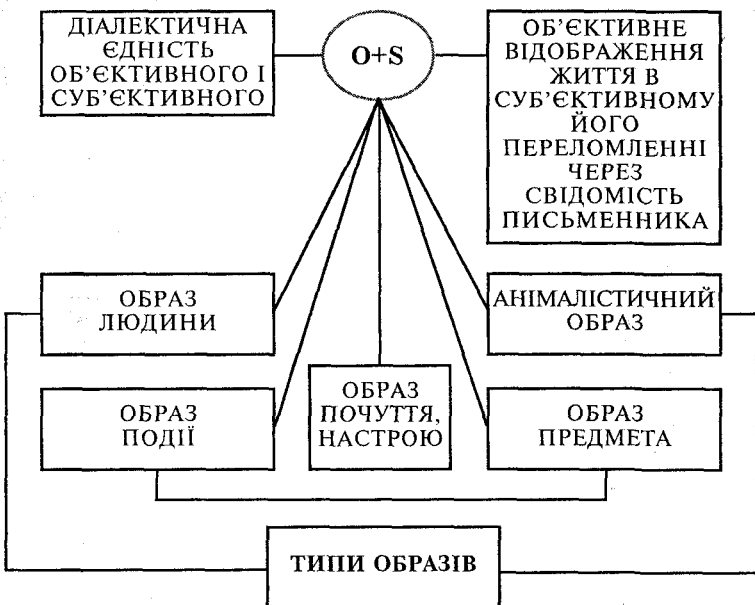 ДІАЛЕКТИЧНА
ЄДНІСТЬ
ОБ’ЄКТИВНОГО І
СУБ’ЄКТИВНОГО
O+S
ОБ’ЄКТИВНЕ
ВІДОБРАЖЕННЯ
ЖИТТЯ В
СУБ’ЄКТИВНОМУ
ЙОГО
ПЕРЕЛОМЛЕННІ
ЧЕРЕЗ
СВІДОМІСТЬ
ПИСЬМЕННИКА
ОБРАЗ
ЛЮДИНИ
АНІМАЛІСТИЧНИЙ
ОБРАЗ
ОБРАЗ
ПОДІЇ
ОБРАЗ
ПОЧУТТЯ,
НАСТРОЮ
ОБРАЗ
ПРЕДМЕТА
ТИПИ ОБРАЗІВ